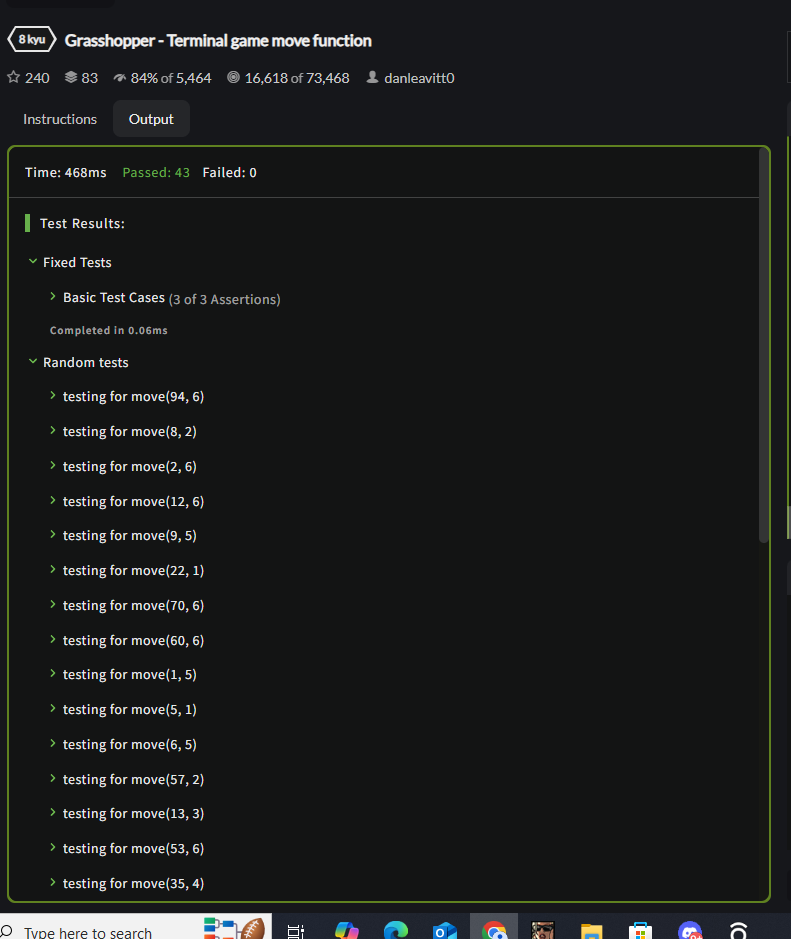 8 kyu Grasshopper - Terminal game move function
240 83 84% of 5,464 16,618 of 73,468 danleavitt0
Instructions Output
Time: 468ms Passed: 43 Failed: 0
Test Results:
Fixed Tests
Basic Test Cases (3 of 3 Assertions)
Completed in 0.06ms
Random tests
testing for move(94, 6)
testing for move(8, 2)
testing for move(2, 6)
testing for move(12, 6)
testing for move(9, 5)
testing for move(22, 1)
testing for move(70, 6)
testing for move(60, 6)
testing for move(1, 5)
testing for move(5, 1)
testing for move(6, 5)
testing for move(57, 2)
testing for move(13, 3)
testing for move(53, 6)
testing for move(35, 4)
Type here to search